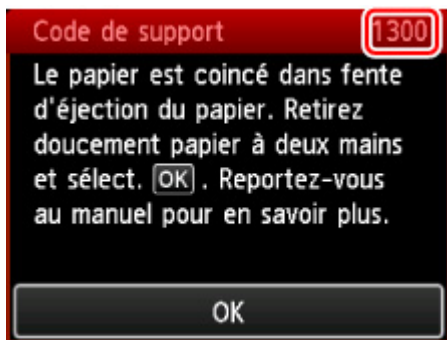 Code de support 1300
Le papier est coincé dans fente
d'éjection du papier. Retirez
doucement papier à deux mains
et sélect. OK . Reportez-vous
au manuel pour en savoir plus.
OK